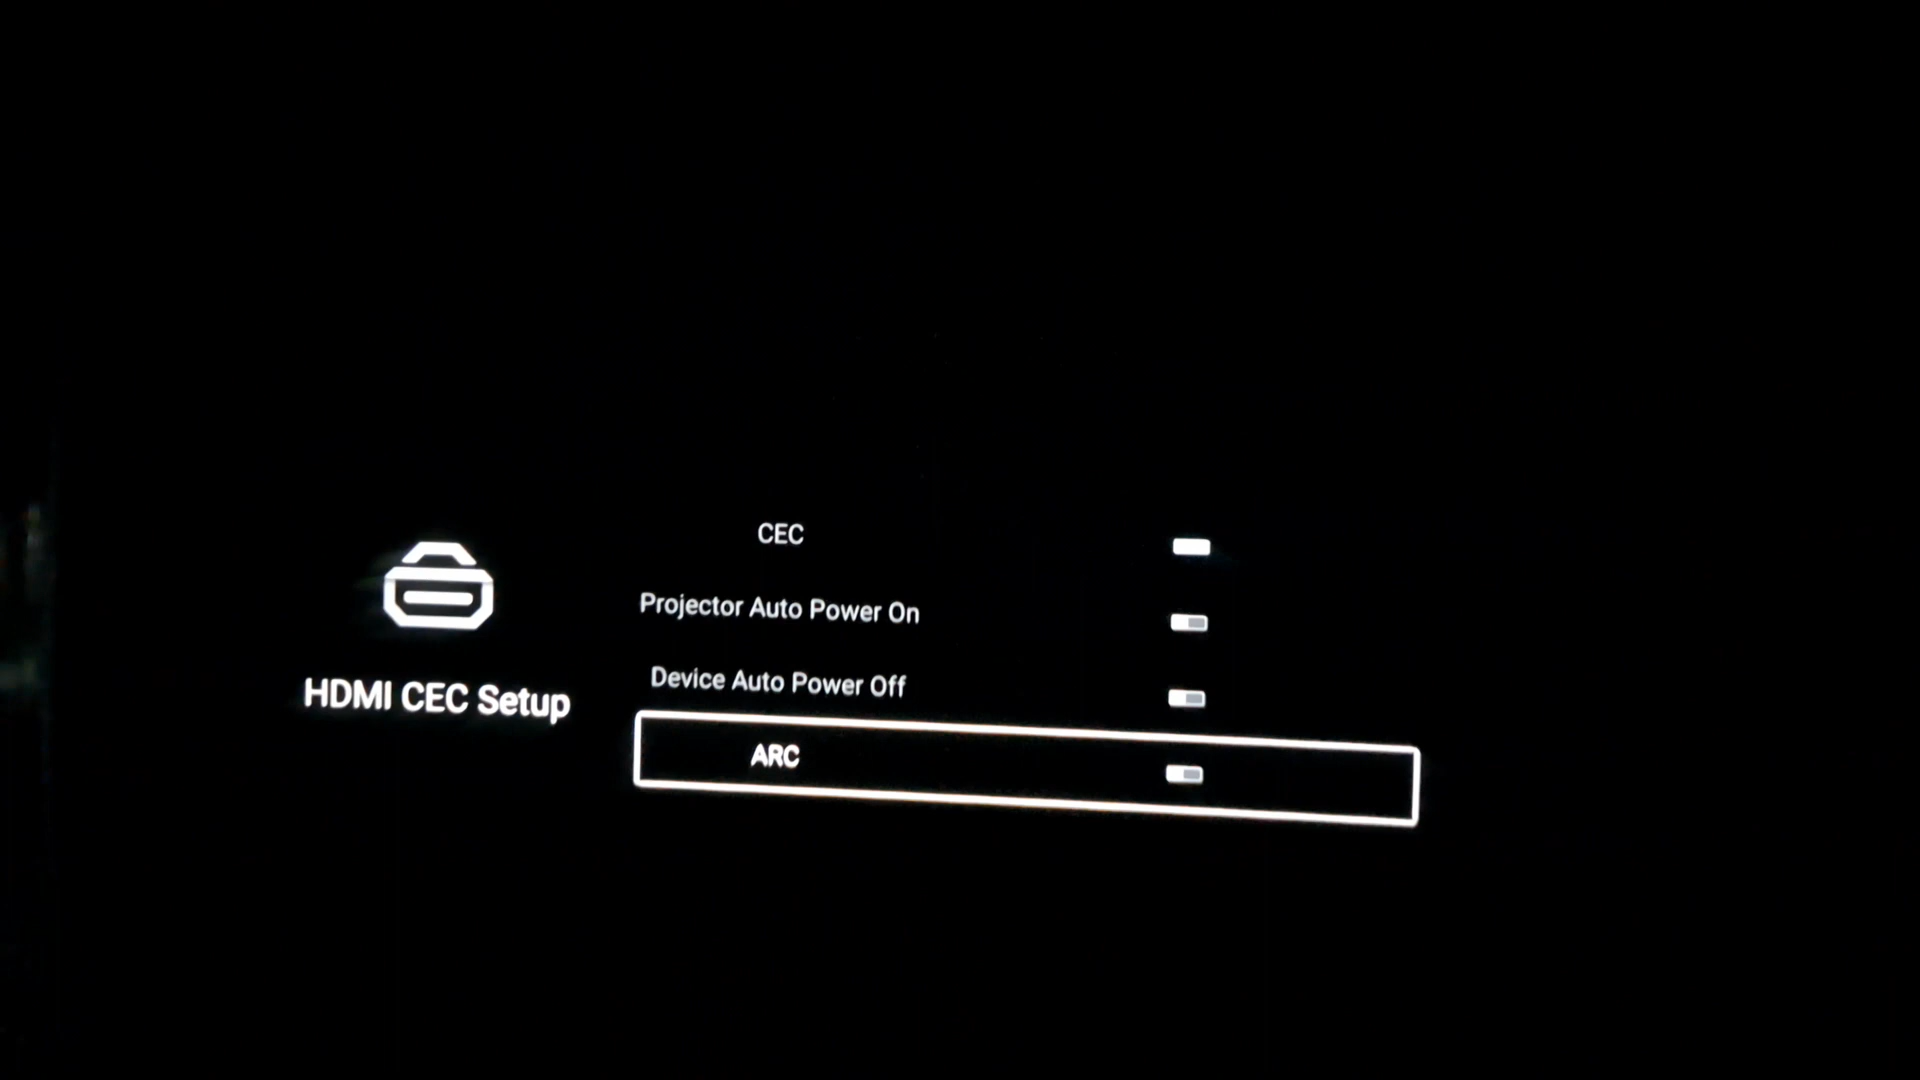 CEC
Projector Auto Power On
Device Auto Power Off
HDMI CEC Setup
ARC